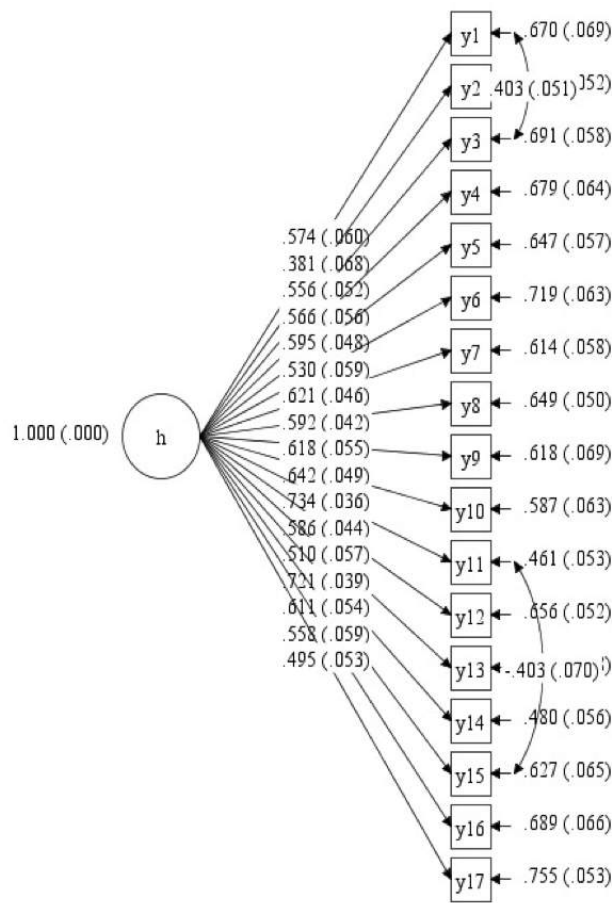 y1
.670 (.069)
y2
.403 (.051)
52)
y3
.691 (.058)
y4
.679 (.064)
y5
.647 (.057)
y6
.719 (.063)
y7
.614 (.058)
y8
.649 (.050)
y9
.618 (.069)
y10
.587 (.063)
y11
.461 (.053)
y12
.656 (.052)
y13
-.403 (.070)
y14
.480 (.056)
y15
.627 (.065)
y16
.689 (.066)
y17
.755 (.053)
.574 (.060)
.381 (.068)
.556 (.052)
.566 (.056)
.595 (.048)
.530 (.059)
.621 (.046)
.592 (.042)
.618 (.055)
.642 (.049)
.734 (.036)
.586 (.044)
.510 (.057)
.721 (.039)
.611 (.054)
.558 (.059)
.495 (.053)
1.000 (.000)
h